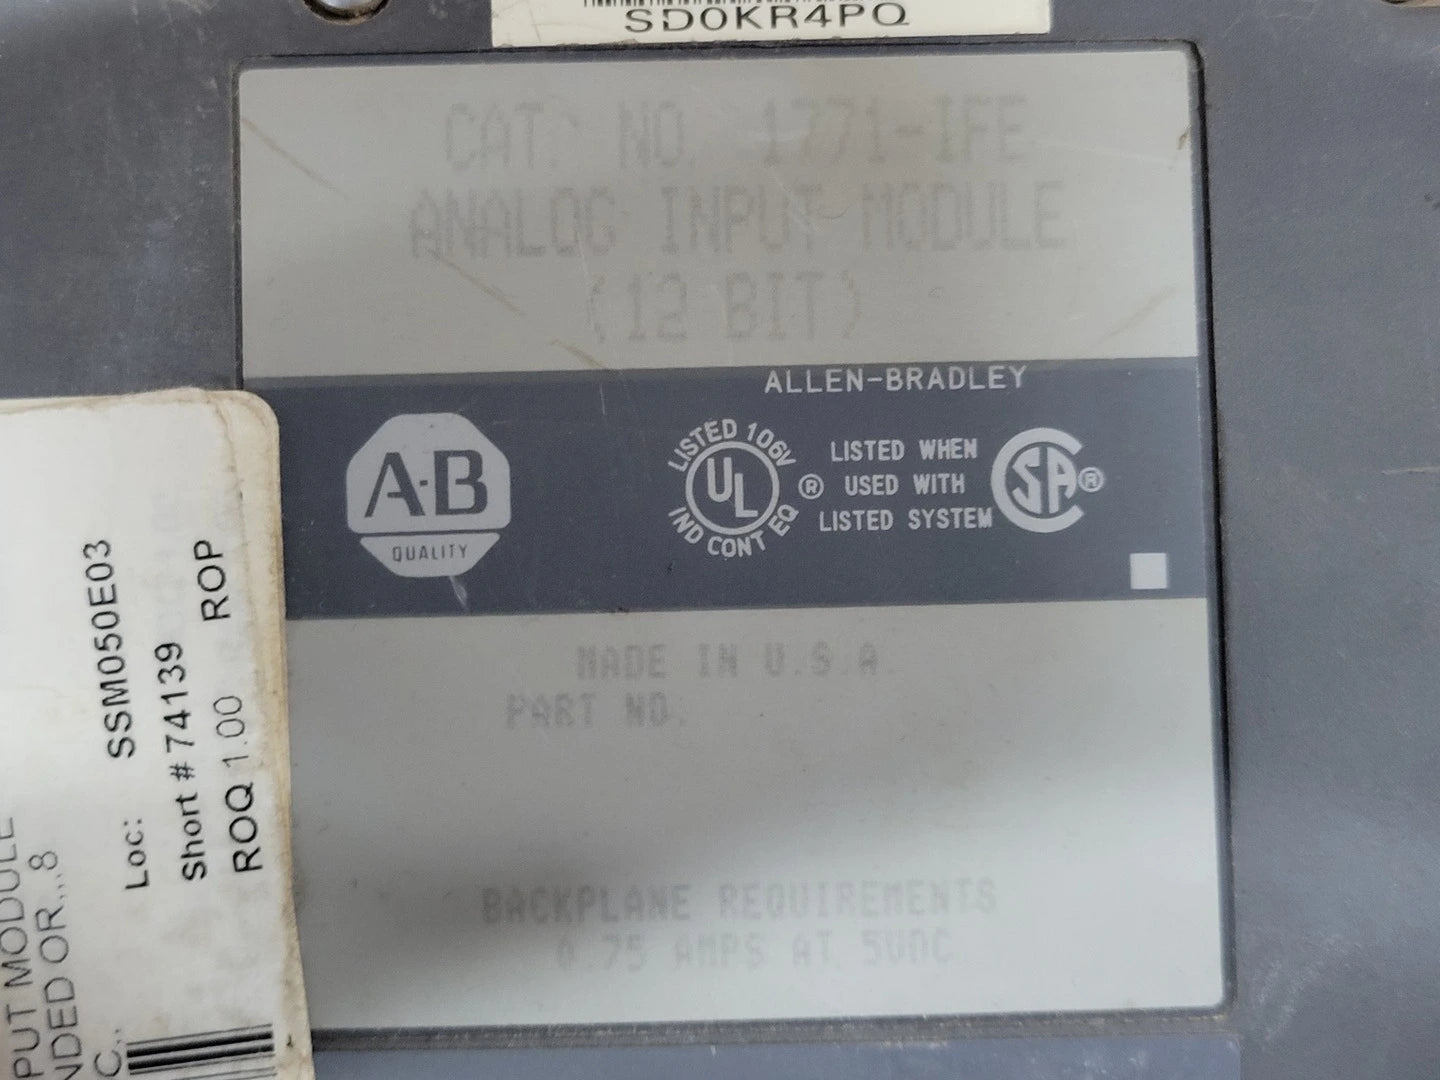 SD0KR4PQ
CAT. NO. 1771-IFE
ANALOG INPUT MODULE
(12 BIT)
ALLEN-BRADLEY
A·B
QUALITY
LISTED 106V
UL
IND CONT EQ
®
LISTED WHEN
USED WITH
LISTED SYSTEM
SA®
MADE IN U.S.A.
PART NO.
BACKPLANE REQUIREMENTS
0.75 AMPS AT 5VDC
PUT MODULE
NDED OR...8
C..
Loc: SSM050E03
Short # 74139
ROQ 1.00 ROP